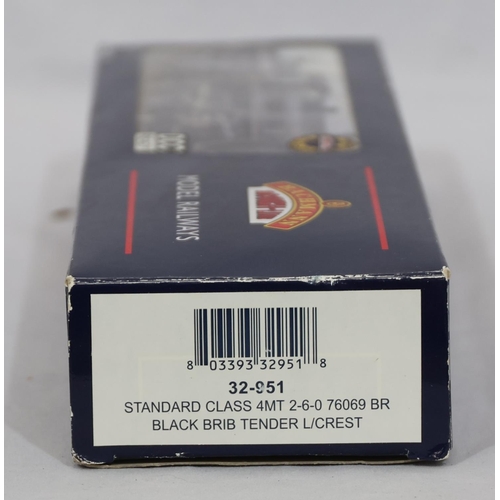 MODEL RAILWAYS
8 03393 32951 8
32-951
STANDARD CLASS 4MT 2-6-0 76069 BR
BLACK BRIB TENDER L/CREST